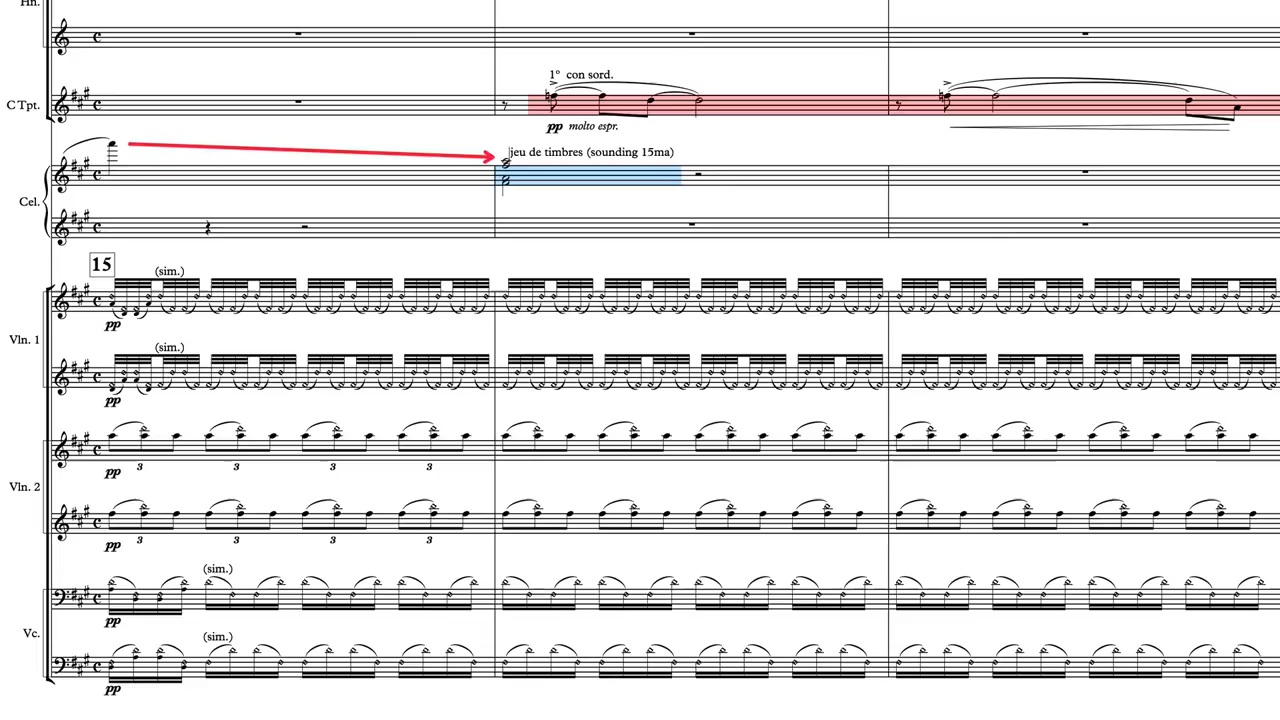 Hn.
1° con sord.
C Tpt.
pp molto espr.
jeu de timbres (sounding 15ma)
Cel.
15
(sim.)
pp
Vln. 1
(sim.)
pp
pp 3 3 3 3
Vln. 2
pp 3 3 3 3
(sim.)
pp
Vc.
(sim.)
pp